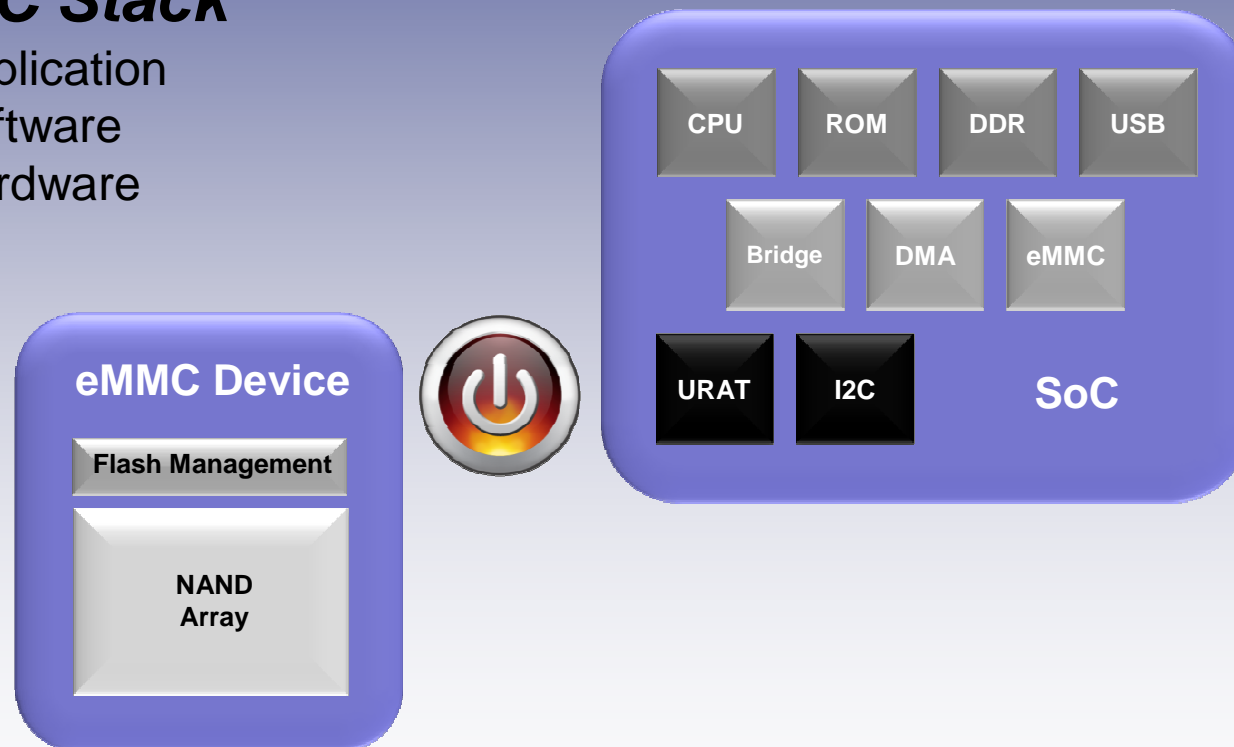 C Stack
plication
ftware
rdware
CPU ROM DDR USB
Bridge DMA eMMC
URAT I2C SoC
eMMC Device
Flash Management
NAND
Array